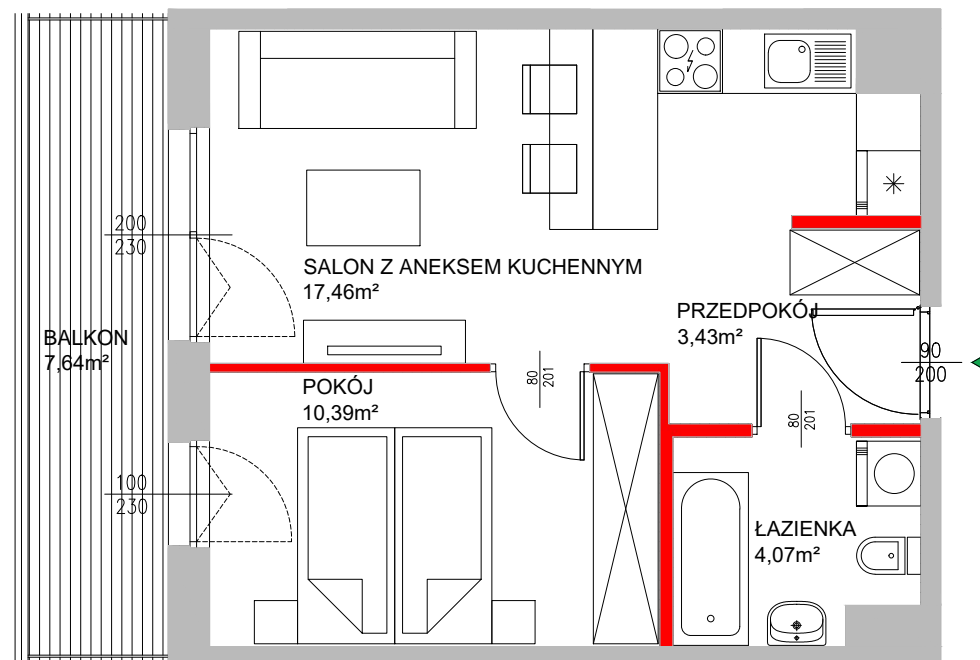 200
230
SALON Z ANEKSEM KUCHENNYM
17,46m²
PRZEDPOKÓJ
3,43m²
BALKON
7,64m²
90
200
80
201
POKÓJ
10,39m²
80
201
100
230
ŁAZIENKA
4,07m²